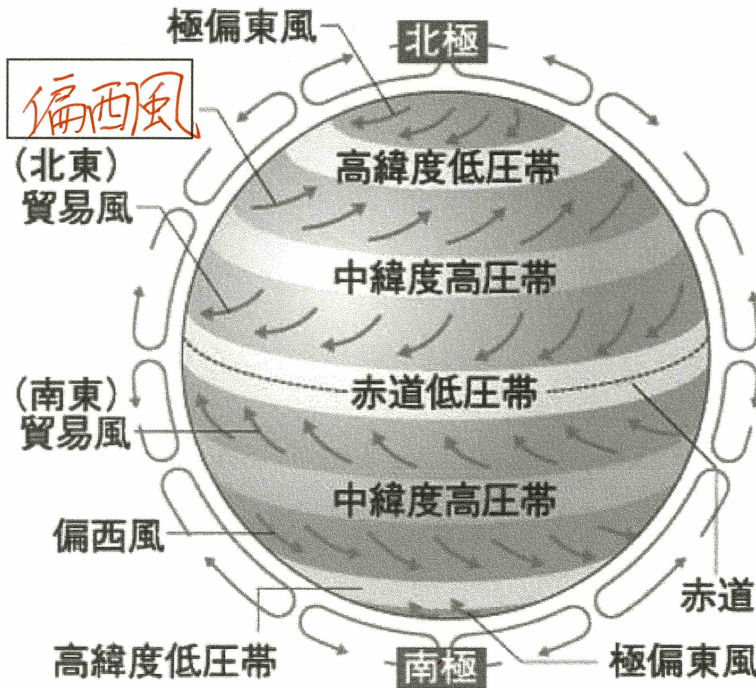 極偏東風
北極
偏西風
(北東)
貿易風
高緯度低圧帯
中緯度高圧帯
赤道低圧帯
(南東)
貿易風
中緯度高圧帯
偏西風
赤道
高緯度低圧帯
南極
極偏東風